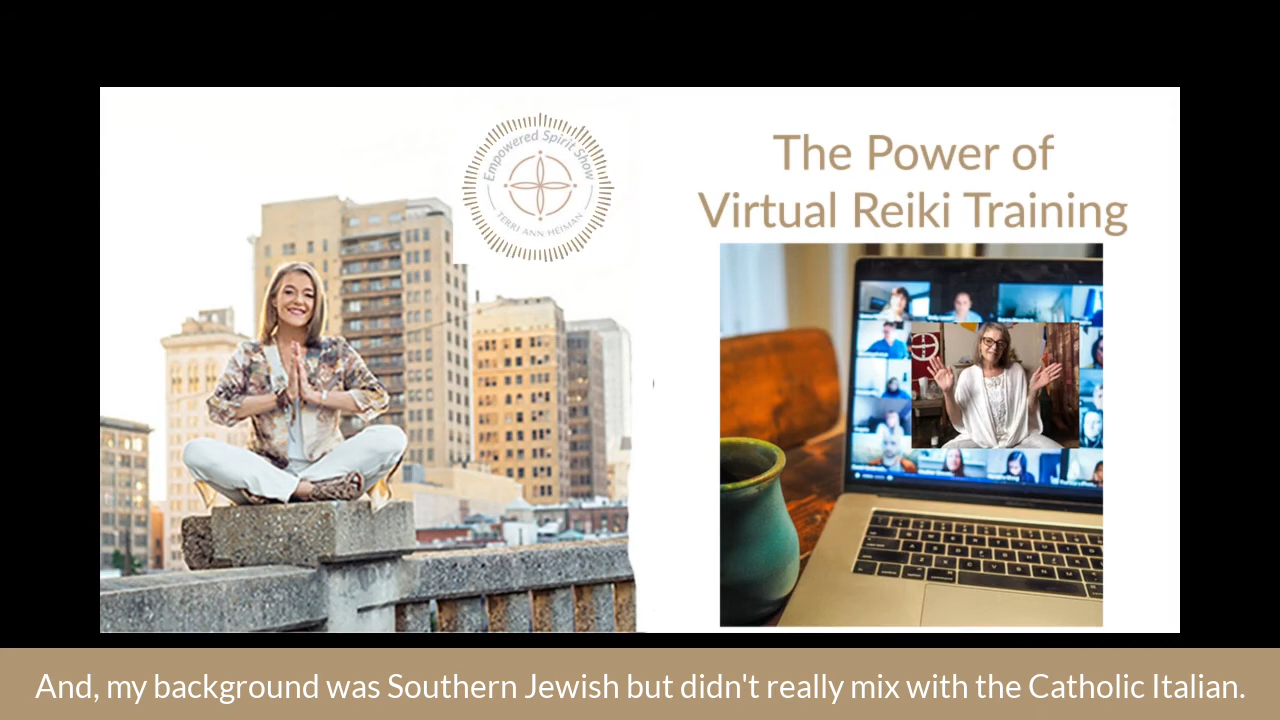 Empowered Spirit Show
TERRI ANN HEIMAN
The Power of
Virtual Reiki Training
And, my background was Southern Jewish but didn't really mix with the Catholic Italian.